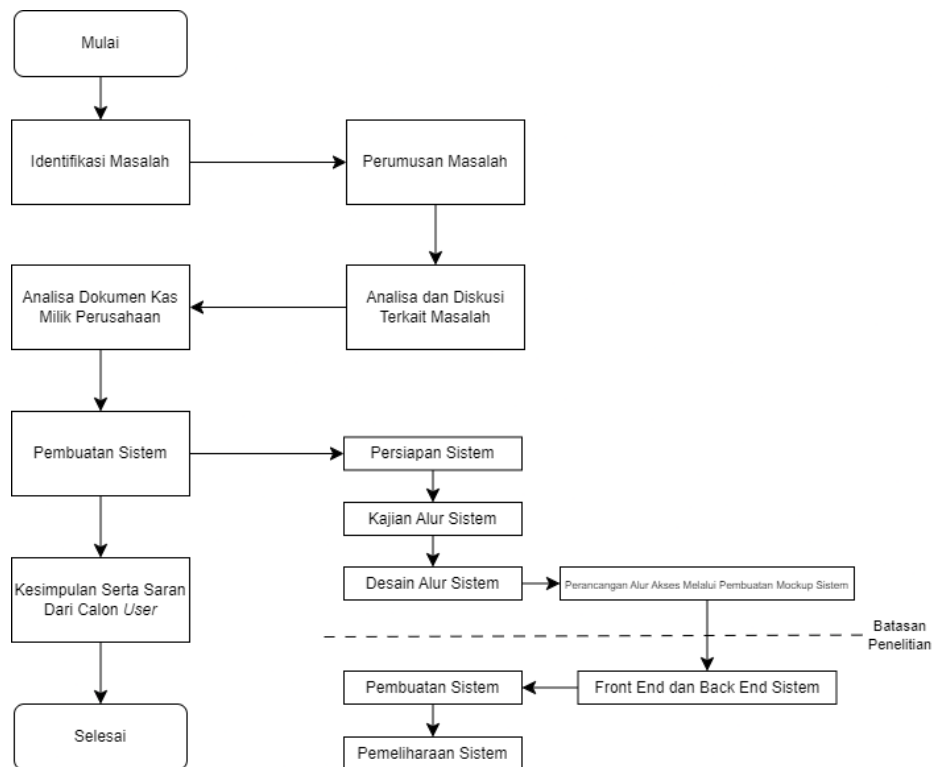 Mulai
Identifikasi Masalah
Perumusan Masalah
Analisa Dokumen Kas
Milik Perusahaan
Analisa dan Diskusi
Terkait Masalah
Pembuatan Sistem
Persiapan Sistem
Kajian Alur Sistem
Desain Alur Sistem
Perancangan Alur Akses Melalui Pembuatan Mockup Sistem
Kesimpulan Serta Saran
Dari Calon User
Batasan
Penelitian
Front End dan Back End Sistem
Pembuatan Sistem
Pemeliharaan Sistem
Selesai